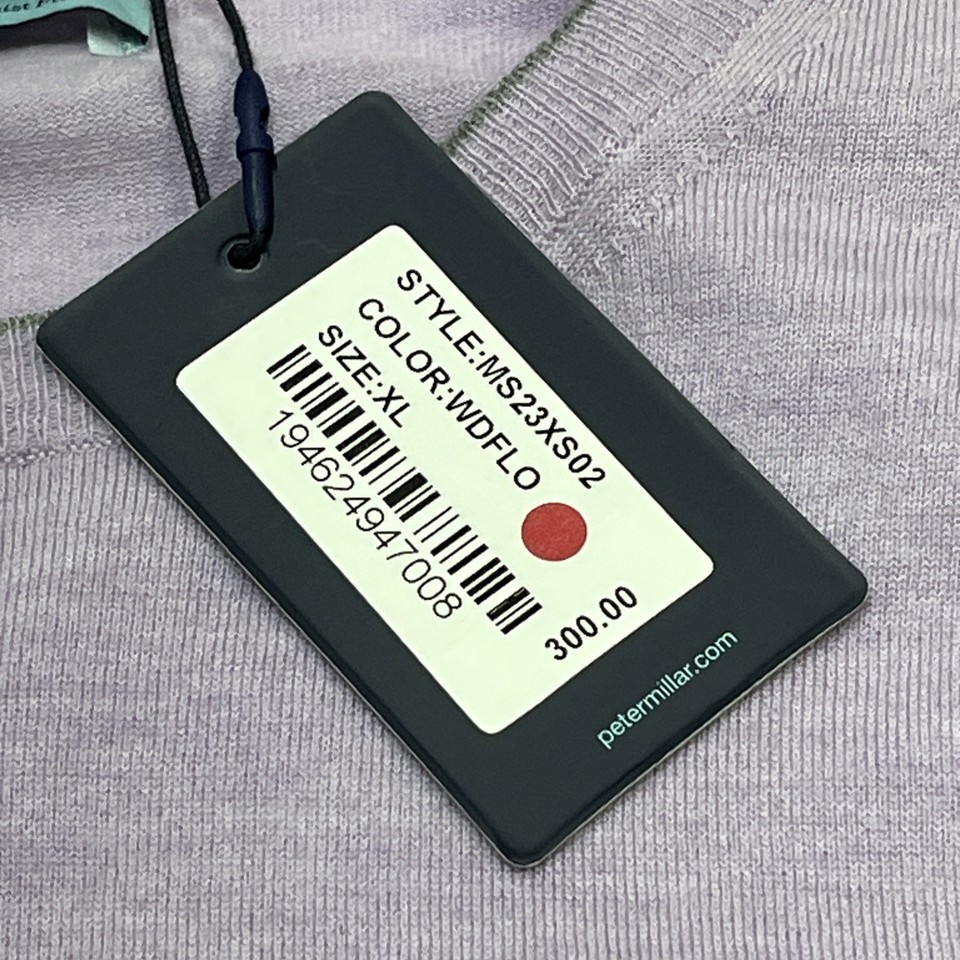 STYLE:MS23XS02
COLOR:WDFLO
SIZE:XL
194624947008
300.00
petermillar.com